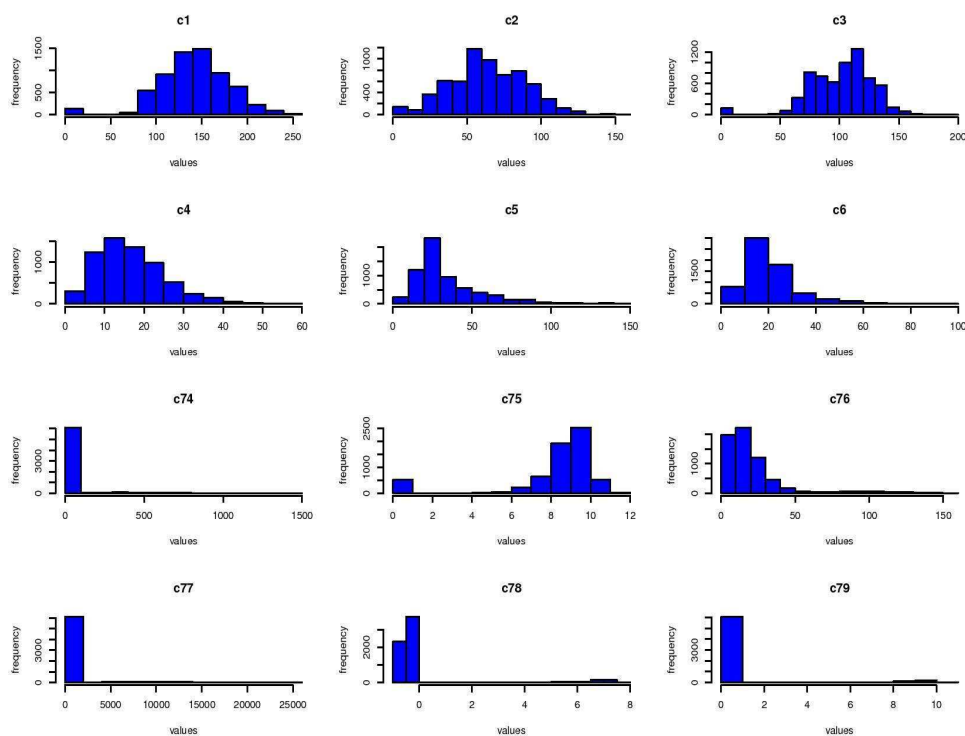 c1
frequency
0 500 1500
0 50 100 150 200 250
values
c2
frequency
0 400 1000
0 50 100 150
values
c3
frequency
0 600 1200
0 50 100 150 200
values
c4
frequency
0 1000
0 10 20 30 40 50 60
values
c5
frequency
0 1000
0 50 100 150
values
c6
frequency
0 1500
0 20 40 60 80 100
values
c74
frequency
0 3000
0 500 1000 1500
values
c75
frequency
0 1000 2500
0 2 4 6 8 10 12
values
c76
frequency
0 1000
0 50 100 150
values
c77
frequency
0 3000
0 5000 10000 15000 20000 25000
values
c78
frequency
0 2000
0 2 4 6 8
values
c79
frequency
0 3000
0 2 4 6 8 10
values